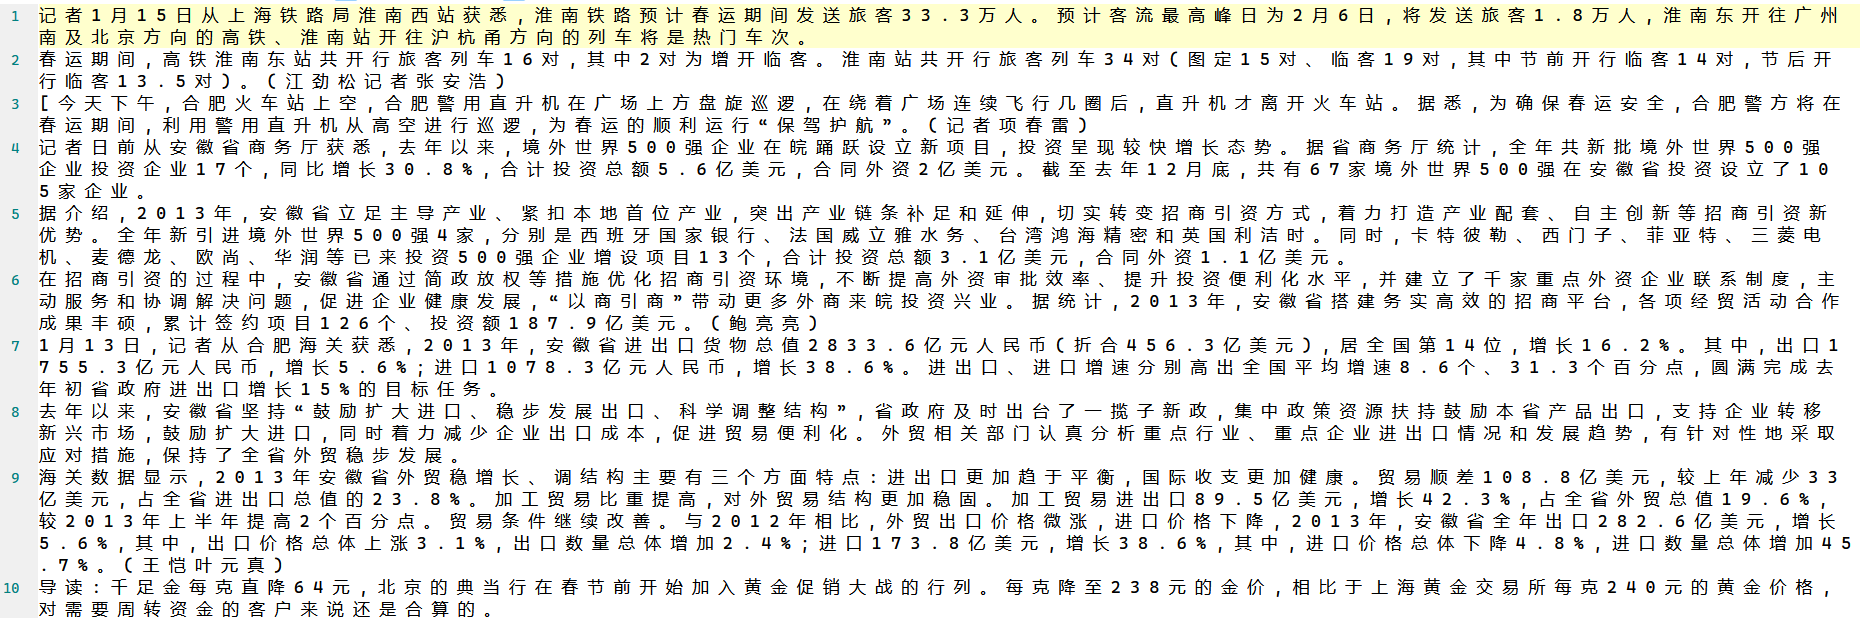 1 记者1月15日从上海铁路局淮南西站获悉,淮南铁路预计春运期间发送旅客33.3万人。预计客流最高峰日为2月6日,将发送旅客1.8万人,淮南东开往广州
南及北京方向的高铁、淮南站开往沪杭甬方向的列车将是热门车次。
2 春运期间,高铁淮南东站共开行旅客列车16对,其中2对为增开临客。淮南站共开行旅客列车34对(图定15对、临客19对,其中节前开行临客14对,节后开
行临客13.5对)。(江劲松记者张安浩)
3 [今天下午,合肥火车站上空,合肥警用直升机在广场上方盘旋巡逻,在绕着广场连续飞行几圈后,直升机才离开火车站。据悉,为确保春运安全,合肥警方将在
春运期间,利用警用直升机从高空进行巡逻,为春运的顺利运行“保驾护航”。(记者项春雷)
4 记者日前从安徽省商务厅获悉,去年以来,境外世界500强企业在皖踊跃设立新项目,投资呈现较快增长态势。据省商务厅统计,全年共新批境外世界500强
企业投资企业17个,同比增长30.8%,合计投资总额5.6亿美元,合同外资2亿美元。截至去年12月底,共有67家境外世界500强在安徽省投资设立了10
5家企业。
5 据介绍,2013年,安徽省立足主导产业、紧扣本地首位产业,突出产业链条补足和延伸,切实转变招商引资方式,着力打造产业配套、自主创新等招商引资新
优势。全年新引进境外世界500强4家,分别是西班牙国家银行、法国威立雅水务、台湾鸿海精密和英国利洁时。同时,卡特彼勒、西门子、菲亚特、三菱电
机、麦德龙、欧尚、华润等已来投资500强企业增设项目13个,合计投资总额3.1亿美元,合同外资1.1亿美元。
6 在招商引资的过程中,安徽省通过简政放权等措施优化招商引资环境,不断提高外资审批效率、提升投资便利化水平,并建立了千家重点外资企业联系制度,主
动服务和协调解决问题,促进企业健康发展,“以商引商”带动更多外商来皖投资兴业。据统计,2013年,安徽省搭建务实高效的招商平台,各项经贸活动合作
成果丰硕,累计签约项目126个、投资额187.9亿美元。(鲍亮亮)
7 1月13日,记者从合肥海关获悉,2013年,安徽省进出口货物总值2833.6亿元人民币(折合456.3亿美元),居全国第14位,增长16.2%。其中,出口1
755.3亿元人民币,增长5.6%;进口1078.3亿元人民币,增长38.6%。进出口、进口增速分别高出全国平均增速8.6个、31.3个百分点,圆满完成去
年初省政府进出口增长15%的目标任务。
8 去年以来,安徽省坚持“鼓励扩大进口、稳步发展出口、科学调整结构”,省政府及时出台了一揽子新政,集中政策资源扶持鼓励本省产品出口,支持企业转移
新兴市场,鼓励扩大进口,同时着力减少企业出口成本,促进贸易便利化。外贸相关部门认真分析重点行业、重点企业进出口情况和发展趋势,有针对性地采取
应对措施,保持了全省外贸稳步发展。
9 海关数据显示,2013年安徽省外贸稳增长、调结构主要有三个方面特点:进出口更加趋于平衡,国际收支更加健康。贸易顺差108.8亿美元,较上年减少33
亿美元,占全省进出口总值的23.8%。加工贸易比重提高,对外贸易结构更加稳固。加工贸易进出口89.5亿美元,增长42.3%,占全省外贸总值19.6%,
较2013年上半年提高2个百分点。贸易条件继续改善。与2012年相比,外贸出口价格微涨,进口价格下降,2013年,安徽省全年出口282.6亿美元,增长
5.6%,其中,出口价格总体上涨3.1%,出口数量总体增加2.4%;进口173.8亿美元,增长38.6%,其中,进口价格总体下降4.8%,进口数量总体增加45
.7%。(王恺叶元真)
10 导读:千足金每克直降64元,北京的典当行在春节前开始加入黄金促销大战的行列。每克降至238元的金价,相比于上海黄金交易所每克240元的黄金价格,
对需要周转资金的客户来说还是合算的。